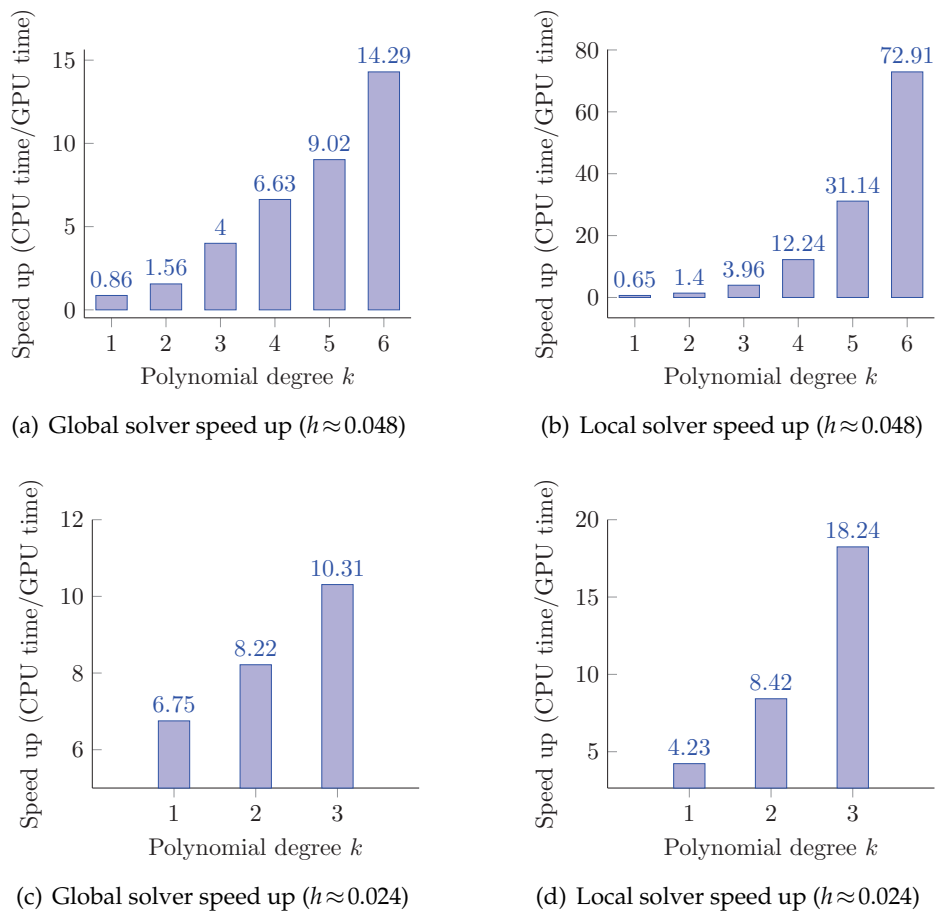 Speed up (CPU time/GPU time)
15
10
5
0
0.86
1.56
4
6.63
9.02
14.29
1 2 3 4 5 6
Polynomial degree k
(a) Global solver speed up (h≈0.048)
Speed up (CPU time/GPU time)
80
60
40
20
0
0.65
1.4
3.96
12.24
31.14
72.91
1 2 3 4 5 6
Polynomial degree k
(b) Local solver speed up (h≈0.048)
Speed up (CPU time/GPU time)
12
10
8
6
6.75
8.22
10.31
1 2 3
Polynomial degree k
(c) Global solver speed up (h≈0.024)
Speed up (CPU time/GPU time)
20
15
10
5
4.23
8.42
18.24
1 2 3
Polynomial degree k
(d) Local solver speed up (h≈0.024)